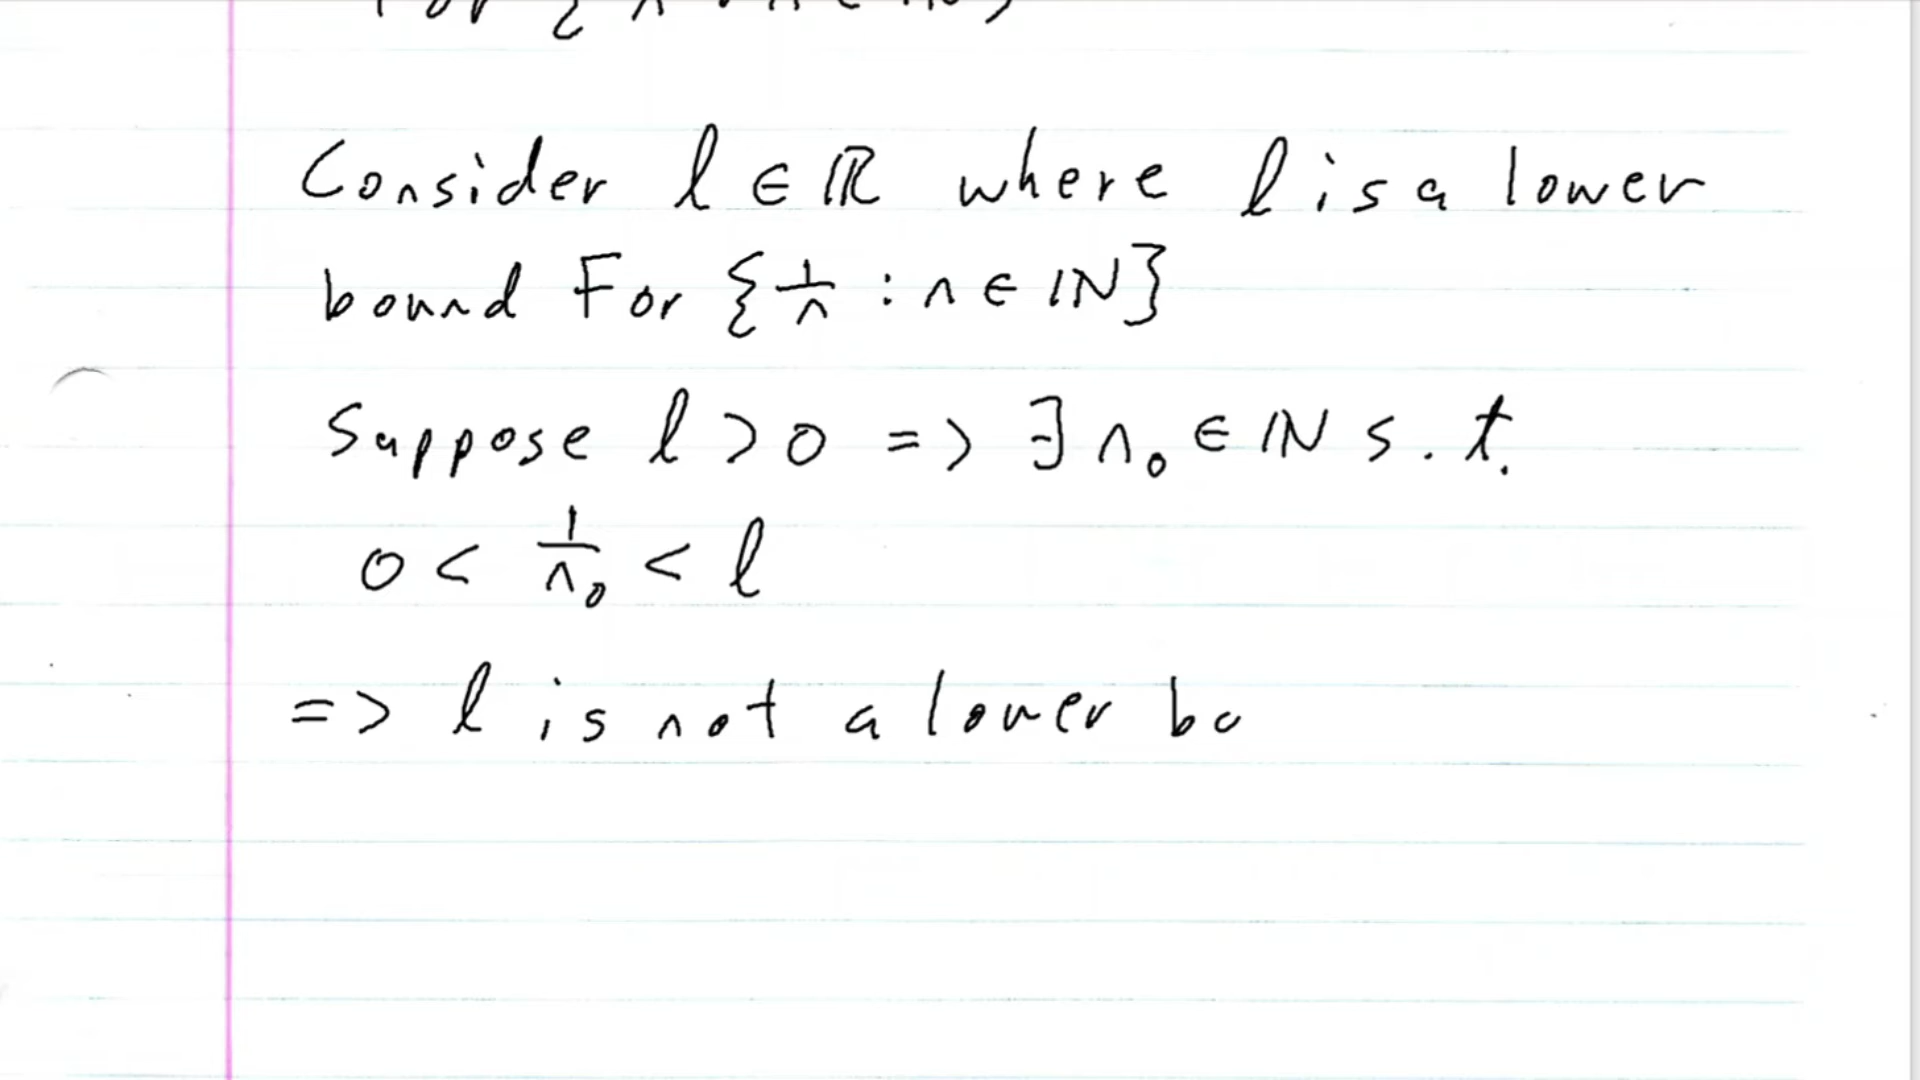 Consider l ∈ ℝ where l is a lower
bound For {1/n : n ∈ ℕ}
Suppose l > 0 => ∃ n₀ ∈ ℕ s.t.
0 < 1/n₀ < l
=> l is not a lower bo